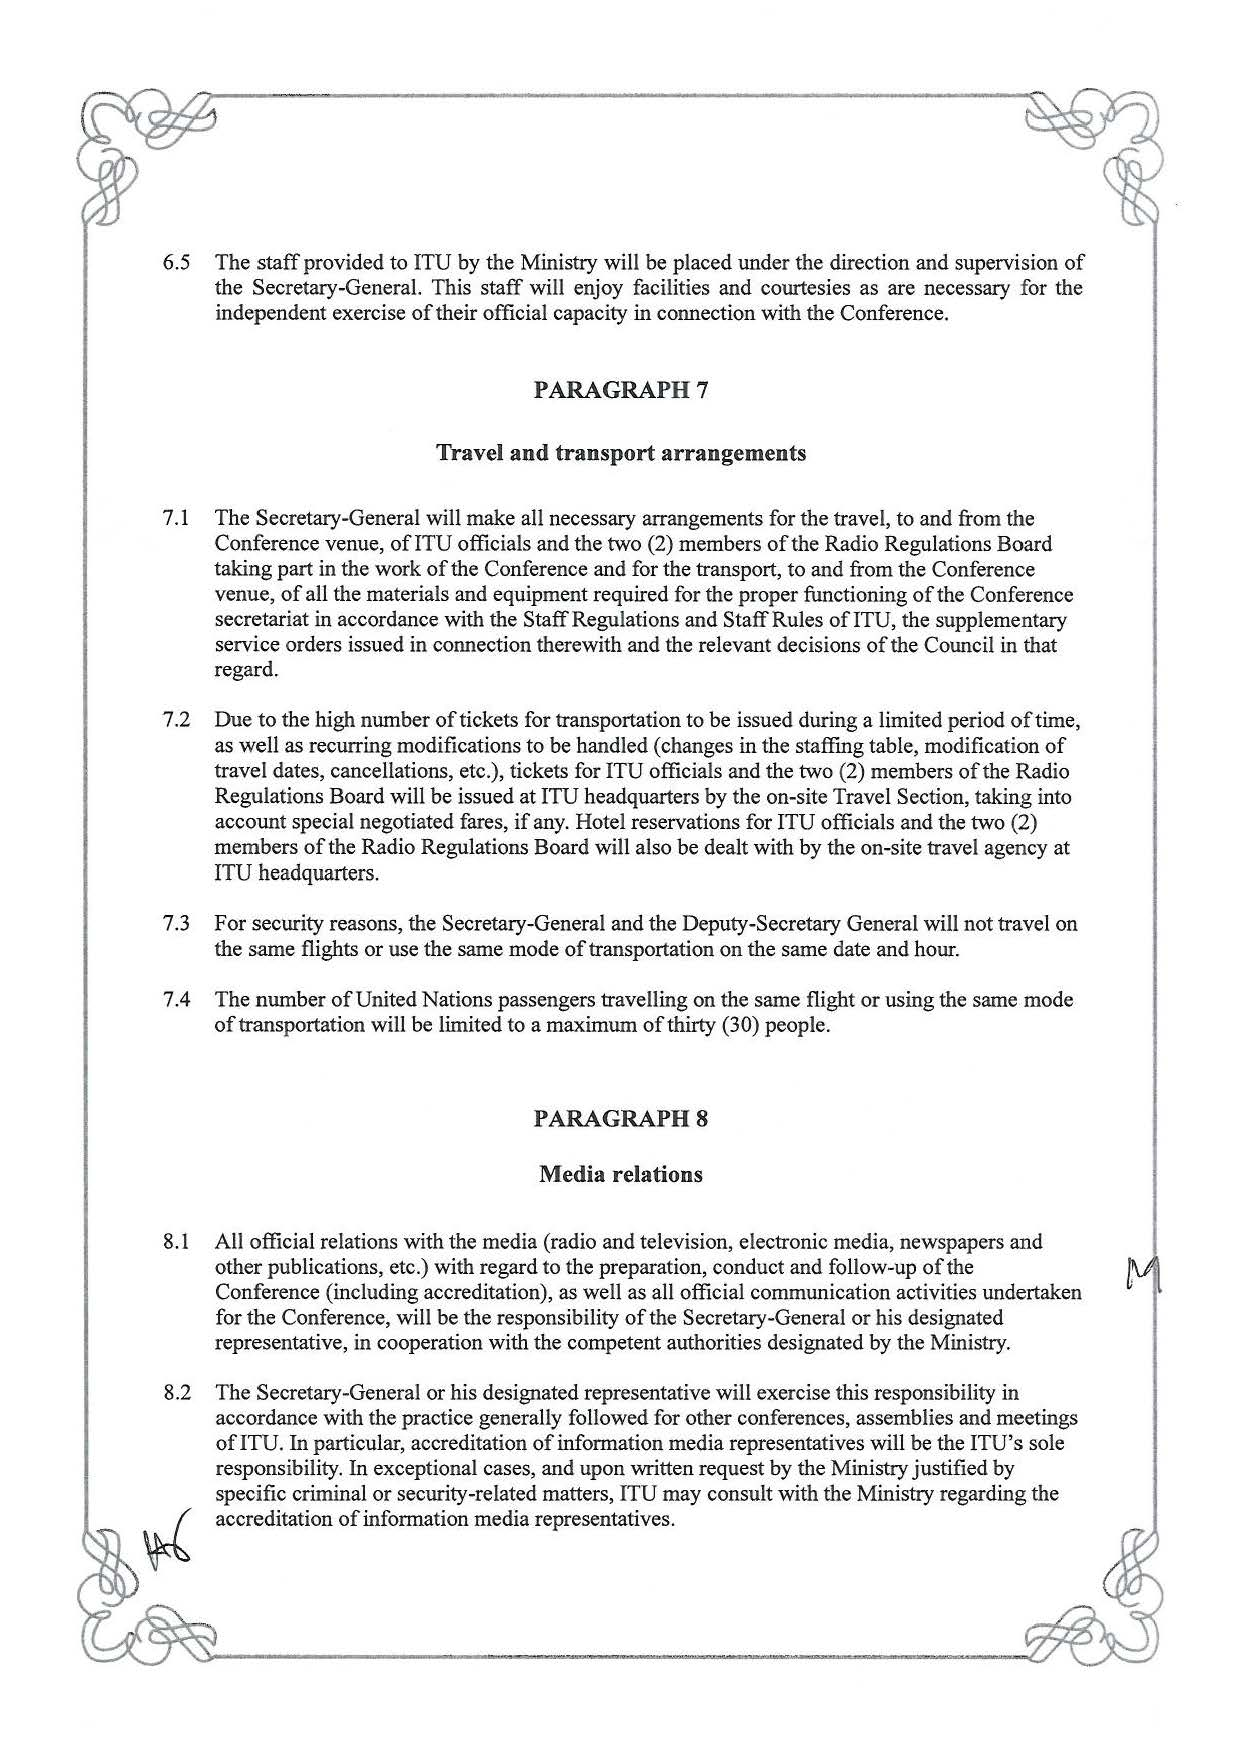 6.5 The staff provided to ITU by the Ministry will be placed under the direction and supervision of
the Secretary-General. This staff will enjoy facilities and courtesies as are necessary for the
independent exercise of their official capacity in connection with the Conference.
PARAGRAPH 7
Travel and transport arrangements
7.1 The Secretary-General will make all necessary arrangements for the travel, to and from the
Conference venue, of ITU officials and the two (2) members of the Radio Regulations Board
taking part in the work of the Conference and for the transport, to and from the Conference
venue, of all the materials and equipment required for the proper functioning of the Conference
secretariat in accordance with the Staff Regulations and Staff Rules of ITU, the supplementary
service orders issued in connection therewith and the relevant decisions of the Council in that
regard.
7.2 Due to the high number of tickets for transportation to be issued during a limited period of time,
as well as recurring modifications to be handled (changes in the staffing table, modification of
travel dates, cancellations, etc.), tickets for ITU officials and the two (2) members of the Radio
Regulations Board will be issued at ITU headquarters by the on-site Travel Section, taking into
account special negotiated fares, if any. Hotel reservations for ITU officials and the two (2)
members of the Radio Regulations Board will also be dealt with by the on-site travel agency at
ITU headquarters.
7.3 For security reasons, the Secretary-General and the Deputy-Secretary General will not travel on
the same flights or use the same mode of transportation on the same date and hour.
7.4 The number of United Nations passengers travelling on the same flight or using the same mode
of transportation will be limited to a maximum of thirty (30) people.
PARAGRAPH 8
Media relations
8.1 All official relations with the media (radio and television, electronic media, newspapers and
other publications, etc.) with regard to the preparation, conduct and follow-up of the
Conference (including accreditation), as well as all official communication activities undertaken
for the Conference, will be the responsibility of the Secretary-General or his designated
representative, in cooperation with the competent authorities designated by the Ministry.
8.2 The Secretary-General or his designated representative will exercise this responsibility in
accordance with the practice generally followed for other conferences, assemblies and meetings
of ITU. In particular, accreditation of information media representatives will be the ITU's sole
responsibility. In exceptional cases, and upon written request by the Ministry justified by
specific criminal or security-related matters, ITU may consult with the Ministry regarding the
accreditation of information media representatives.